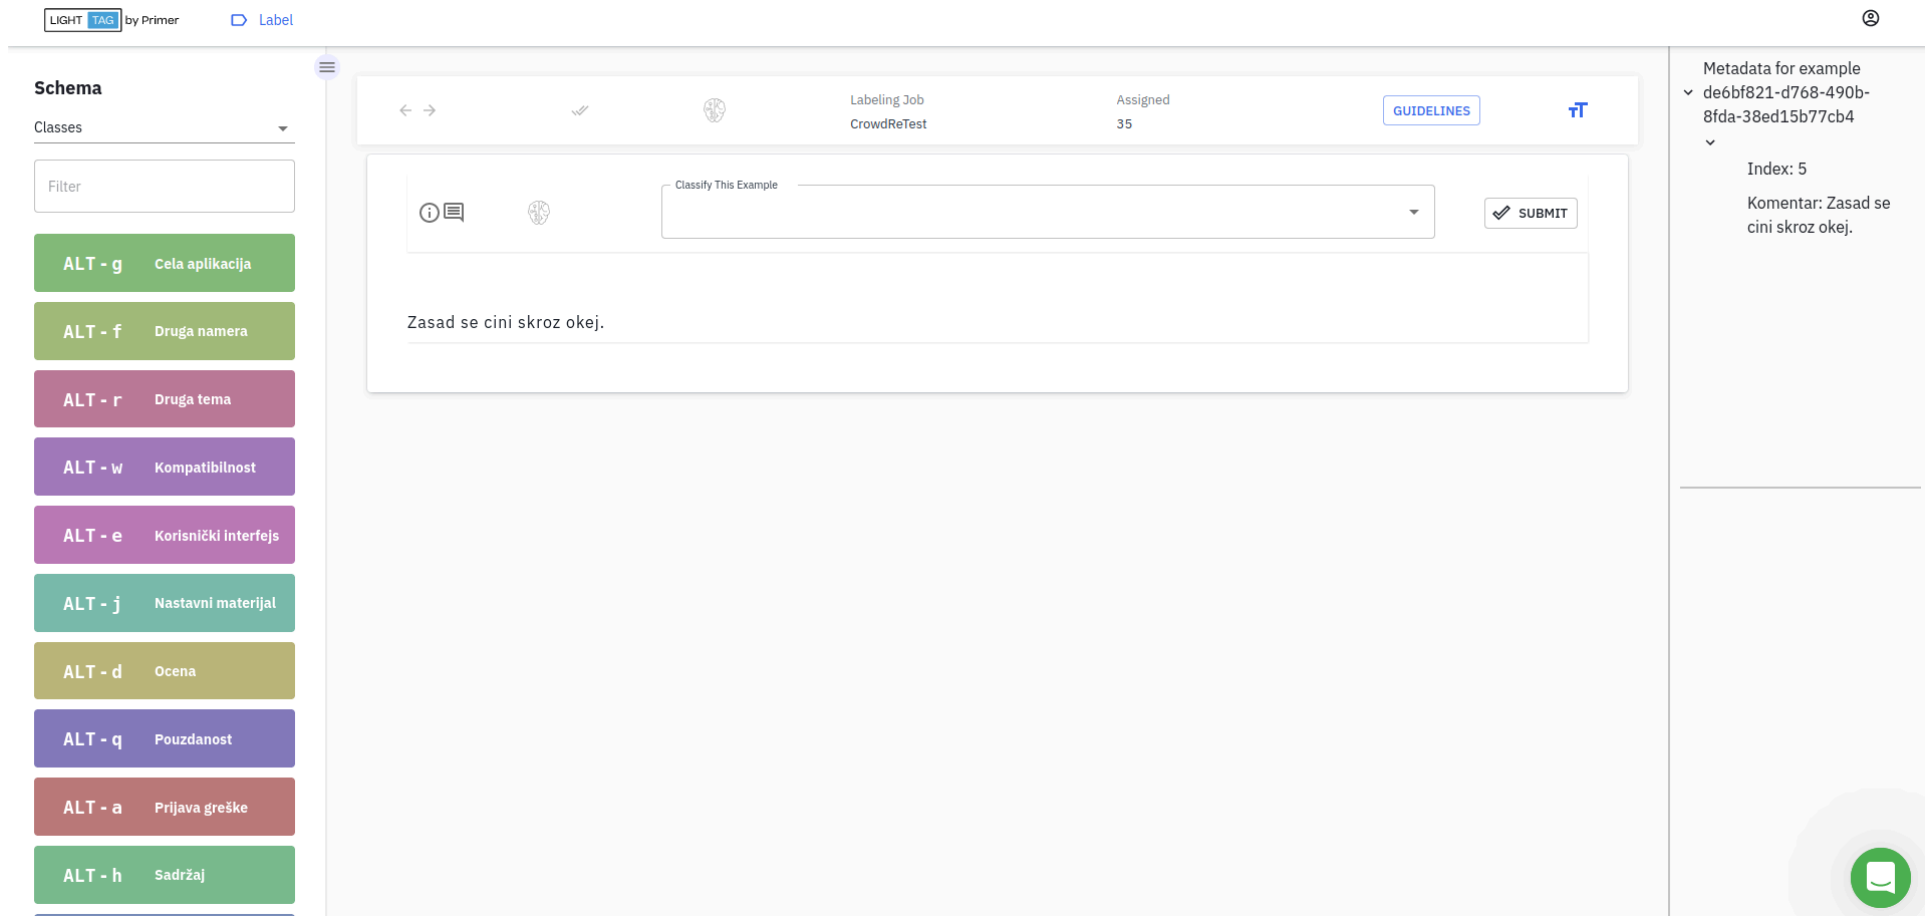 LIGHT TAG by Primer
Label
Schema
Classes
Filter
ALT - g Cela aplikacija
ALT - f Druga namera
ALT - r Druga tema
ALT - w Kompatibilnost
ALT - e Korisnički interfejs
ALT - j Nastavni materijal
ALT - d Ocena
ALT - q Pouzdanost
ALT - a Prijava greške
ALT - h Sadržaj
Labeling Job
CrowdReTest
Assigned
35
GUIDELINES
Classify This Example
SUBMIT
Zasad se cini skroz okej.
Metadata for example
de6bf821-d768-490b-
8fda-38ed15b77cb4
Index: 5
Komentar: Zasad se
cini skroz okej.